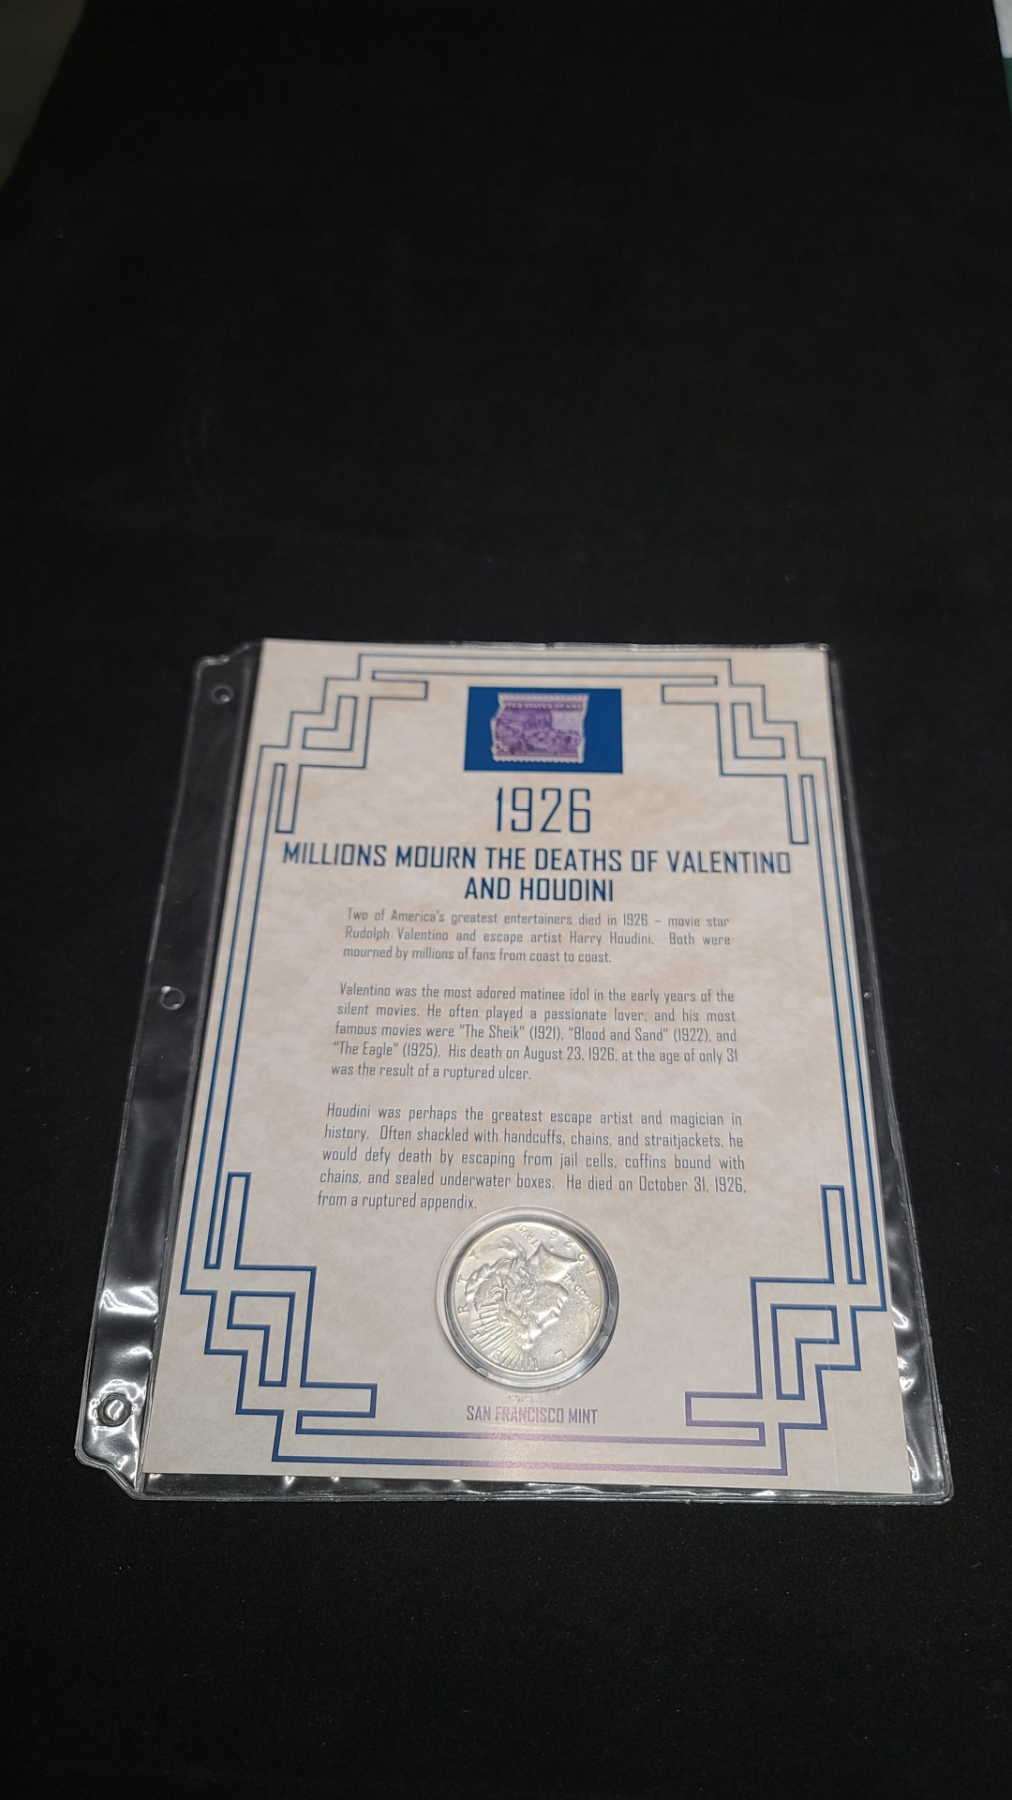 UNITED STATES OF AME
1926
MILLIONS MOURN THE DEATHS OF VALENTINO
AND HOUDINI
Two of America's greatest entertainers died in 1926 – movie star
Rudolph Valentino and escape artist Harry Houdini. Both were
mourned by millions of fans from coast to coast.
Valentino was the most adored matinee idol in the early years of the
silent movies. He often played a passionate lover, and his most
famous movies were "The Sheik" (1921), "Blood and Sand" (1922), and
"The Eagle" (1925). His death on August 23, 1926, at the age of only 31
was the result of a ruptured ulcer.
Houdini was perhaps the greatest escape artist and magician in
history. Often shackled with handcuffs, chains, and straitjackets, he
would defy death by escaping from jail cells, coffins bound with
chains, and sealed underwater boxes. He died on October 31, 1926,
from a ruptured appendix.
LIBERTY
1926
SAN FRANCISCO MINT